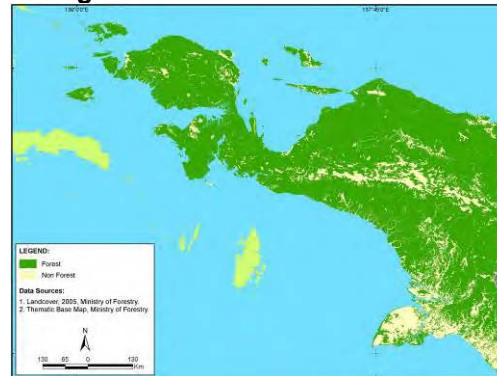 LEGEND:
Forest
Non Forest
Data Sources:
1. Landcover, 2005, Ministry of Forestry.
2. Thematic Base Map, Ministry of Forestry
N
130 65 0 130
Km